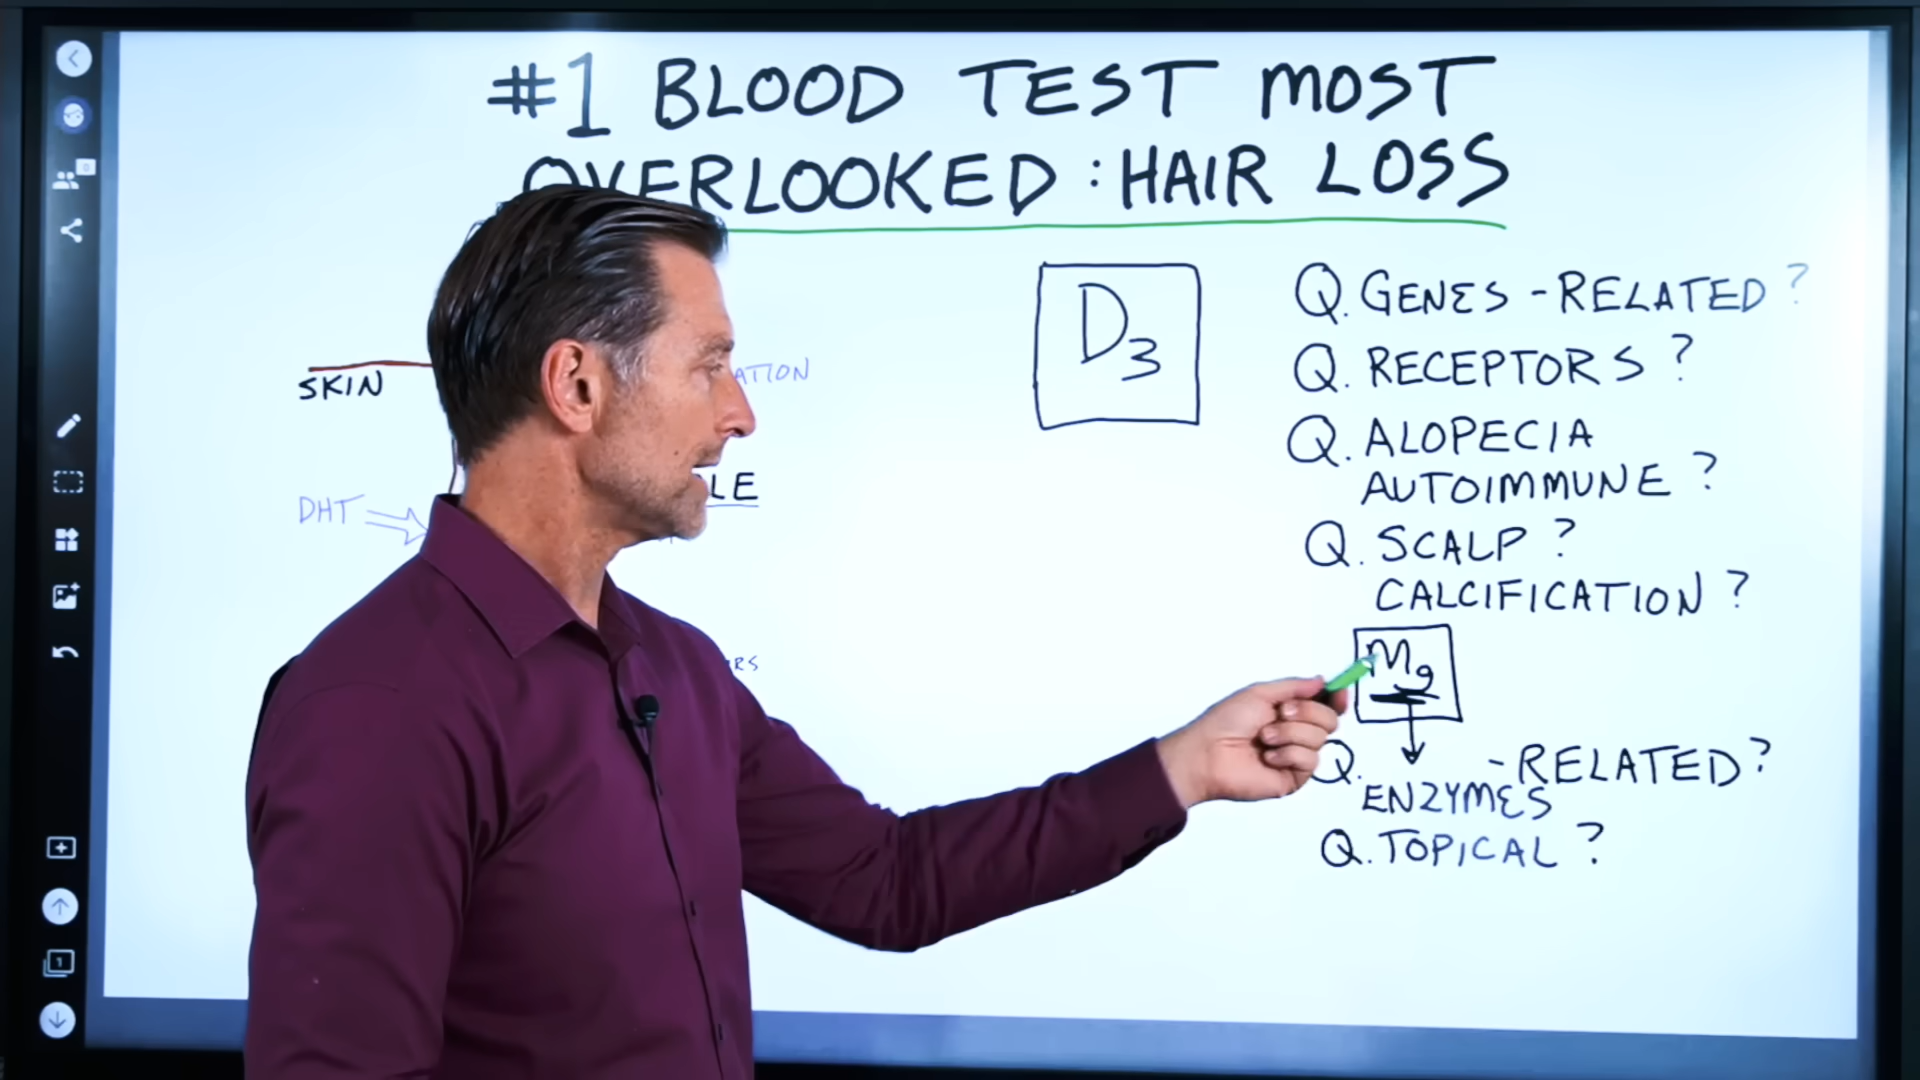 #1 BLOOD TEST MOST
OVERLOOKED : HAIR LOSS
SKIN
DHT
D3
Q. GENES - RELATED ?
Q. RECEPTORS ?
Q. ALOPECIA
AUTOIMMUNE ?
Q. SCALP ?
CALCIFICATION ?
Mg
Q. - RELATED ?
ENZYMES
Q. TOPICAL ?